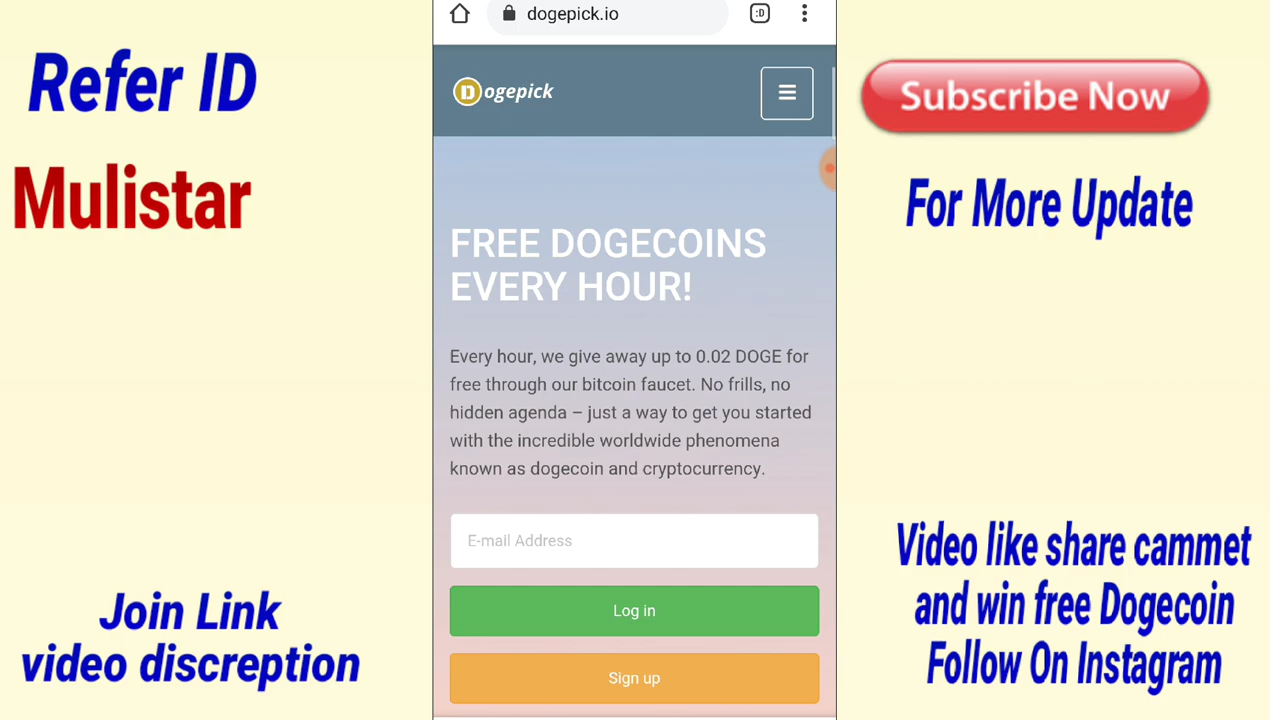 Refer ID
Mulistar
Join Link
video discreption
dogepick.io
:D
Dogepick
FREE DOGECOINS
EVERY HOUR!
Every hour, we give away up to 0.02 DOGE for
free through our bitcoin faucet. No frills, no
hidden agenda – just a way to get you started
with the incredible worldwide phenomena
known as dogecoin and cryptocurrency.
E-mail Address
Log in
Sign up
Subscribe Now
For More Update
Video like share cammet
and win free Dogecoin
Follow On Instagram